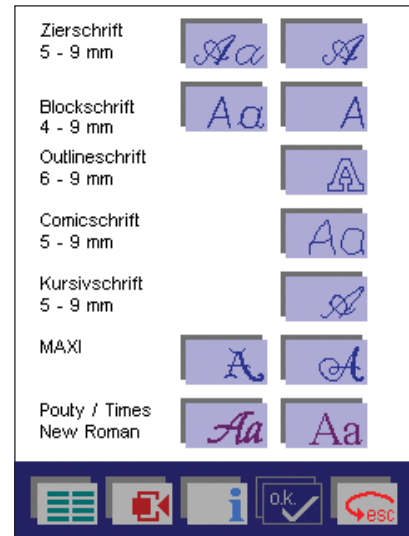 Zierschrift
5 - 9 mm
Aa A
Blockschrift
4 - 9 mm
Aa A
Outlineschrift
6 - 9 mm
A
Comicschrift
5 - 9 mm
Aa
Kursivschrift
5 - 9 mm
A
MAXI
A A
Pouty / Times
New Roman
Aa Aa
i o.k. esc